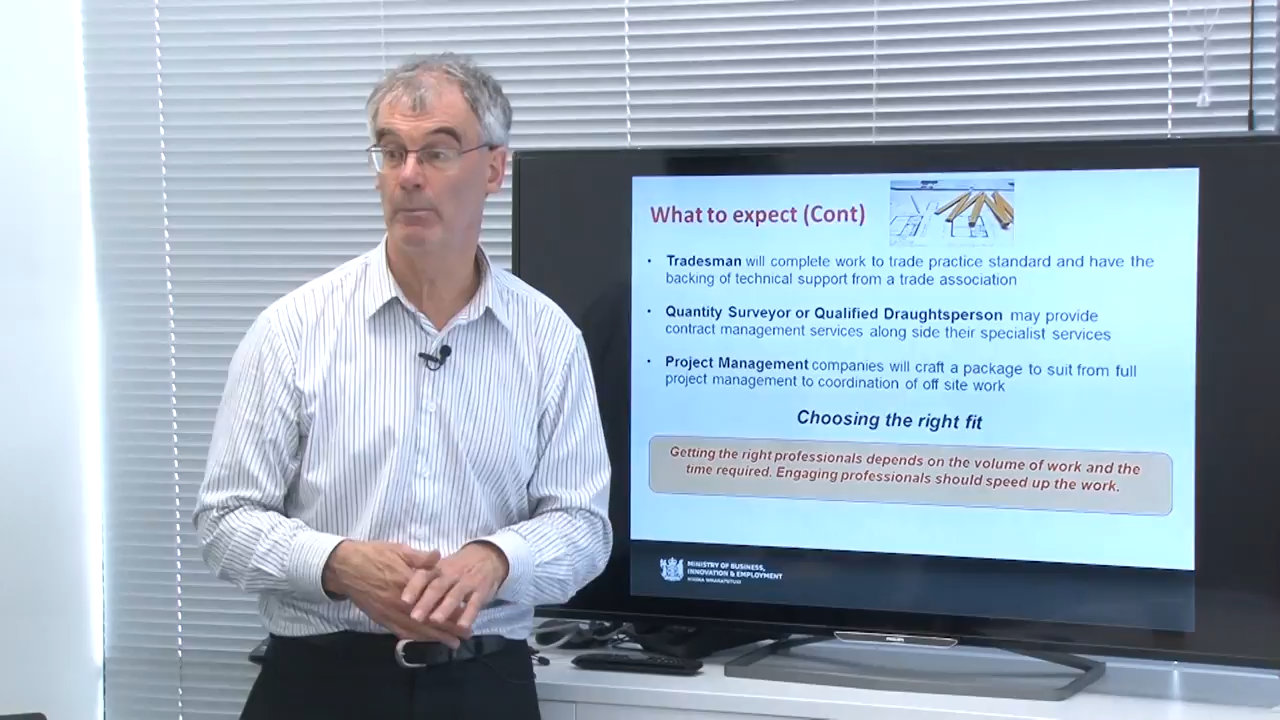 What to expect (Cont)
• Tradesman will complete work to trade practice standard and have the
backing of technical support from a trade association
• Quantity Surveyor or Qualified Draughtsperson may provide
contract management services along side their specialist services
• Project Management companies will craft a package to suit from full
project management to coordination of off site work
Choosing the right fit
Getting the right professionals depends on the volume of work and the
time required. Engaging professionals should speed up the work.
MINISTRY OF BUSINESS,
INNOVATION & EMPLOYMENT
HĪKINA WHAKATUTUKI
PHILIPS